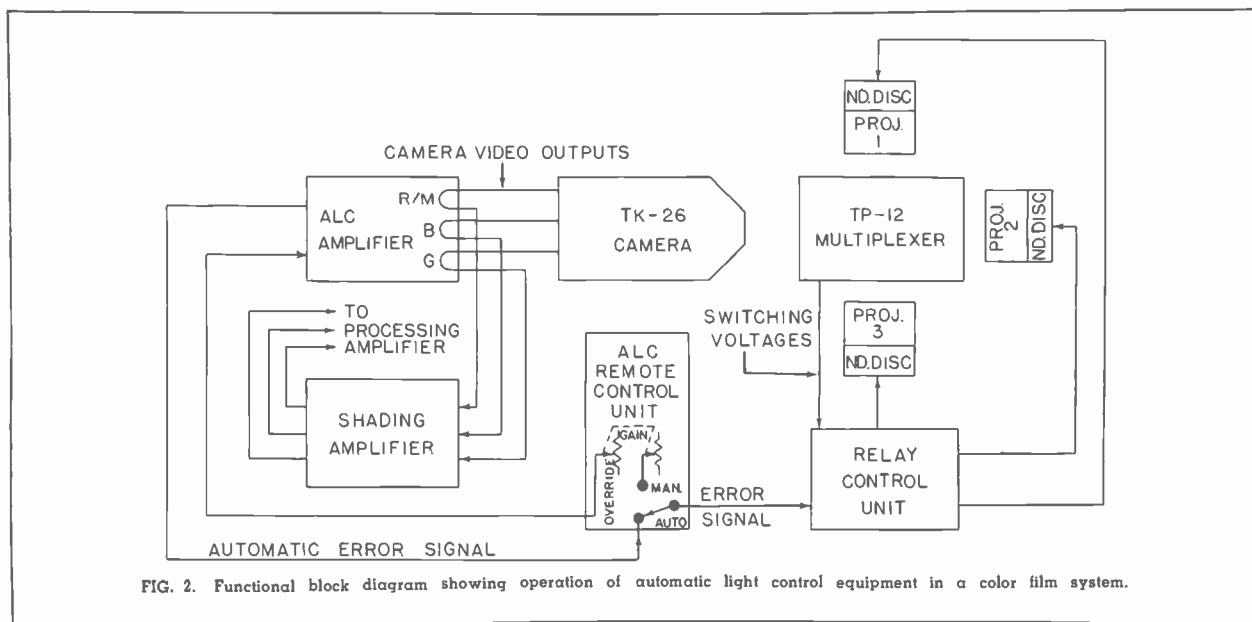 ND. DISC
PROJ.
1
CAMERA VIDEO OUTPUTS
R/M
ALC
AMPLIFIER
B
G
TK-26
CAMERA
TP-12
MULTIPLEXER
PROJ.
2
ND. DISC
TO
PROCESSING
AMPLIFIER
SWITCHING
VOLTAGES
PROJ.
3
ND. DISC
ALC
REMOTE
CONTROL
UNIT
GAIN
OVERRIDE
MAN.
AUTO
SHADING
AMPLIFIER
ERROR
SIGNAL
RELAY
CONTROL
UNIT
AUTOMATIC ERROR SIGNAL
FIG. 2. Functional block diagram showing operation of automatic light control equipment in a color film system.